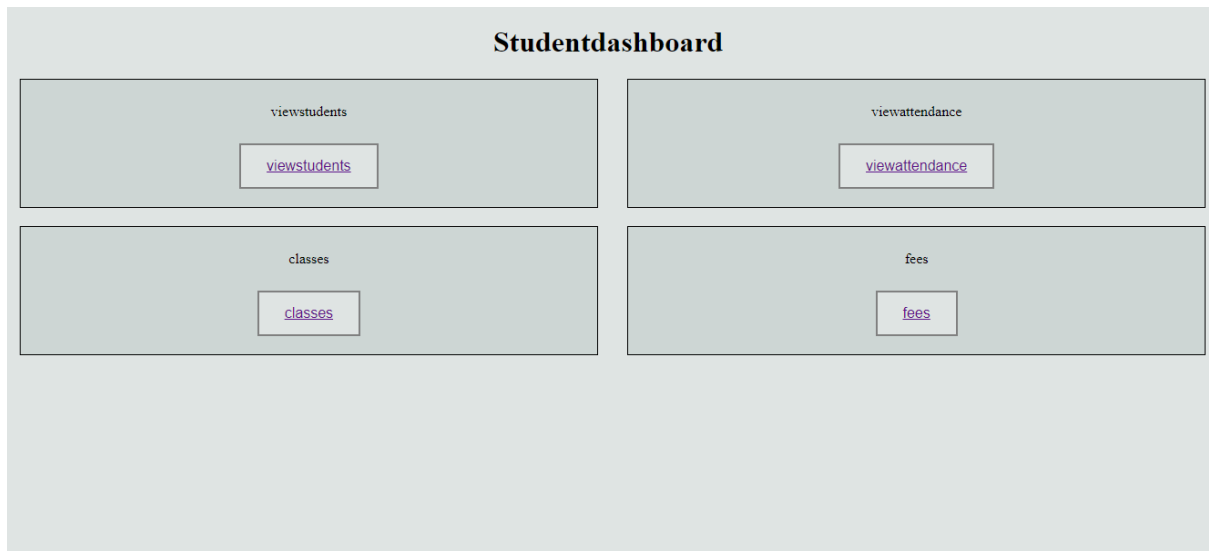 Studentdashboard
viewstudents
viewstudents
viewattendance
viewattendance
classes
classes
fees
fees